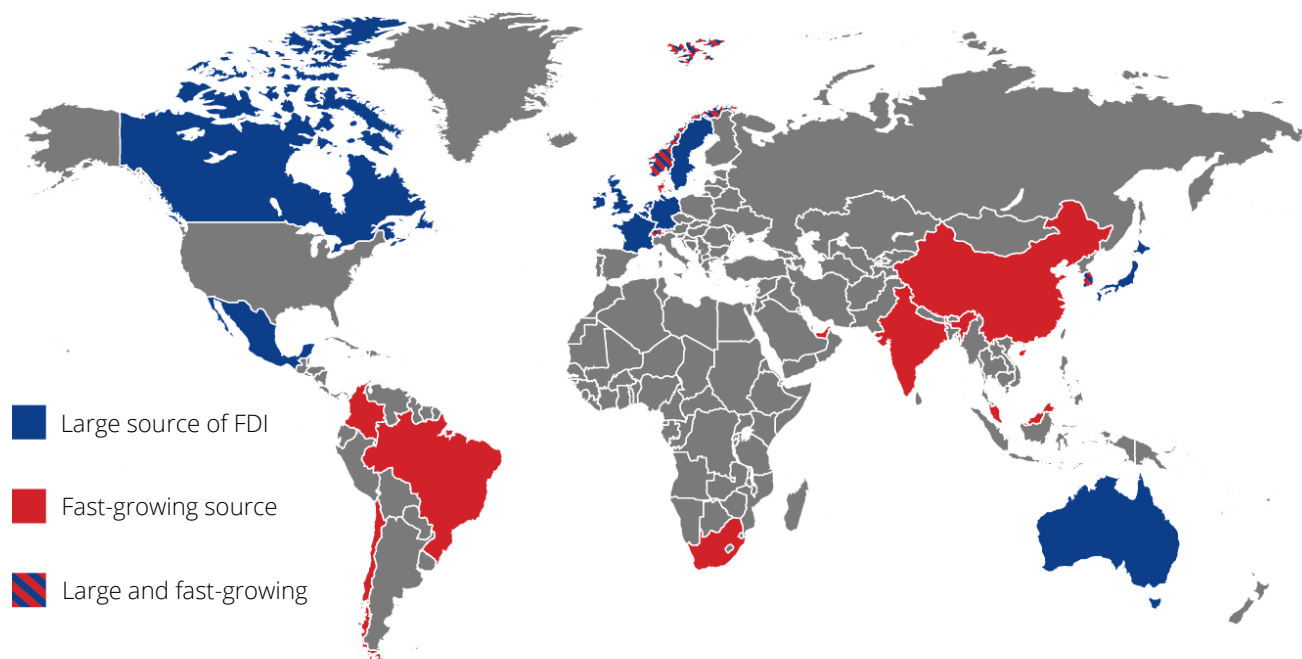 Large source of FDI
Fast-growing source
Large and fast-growing